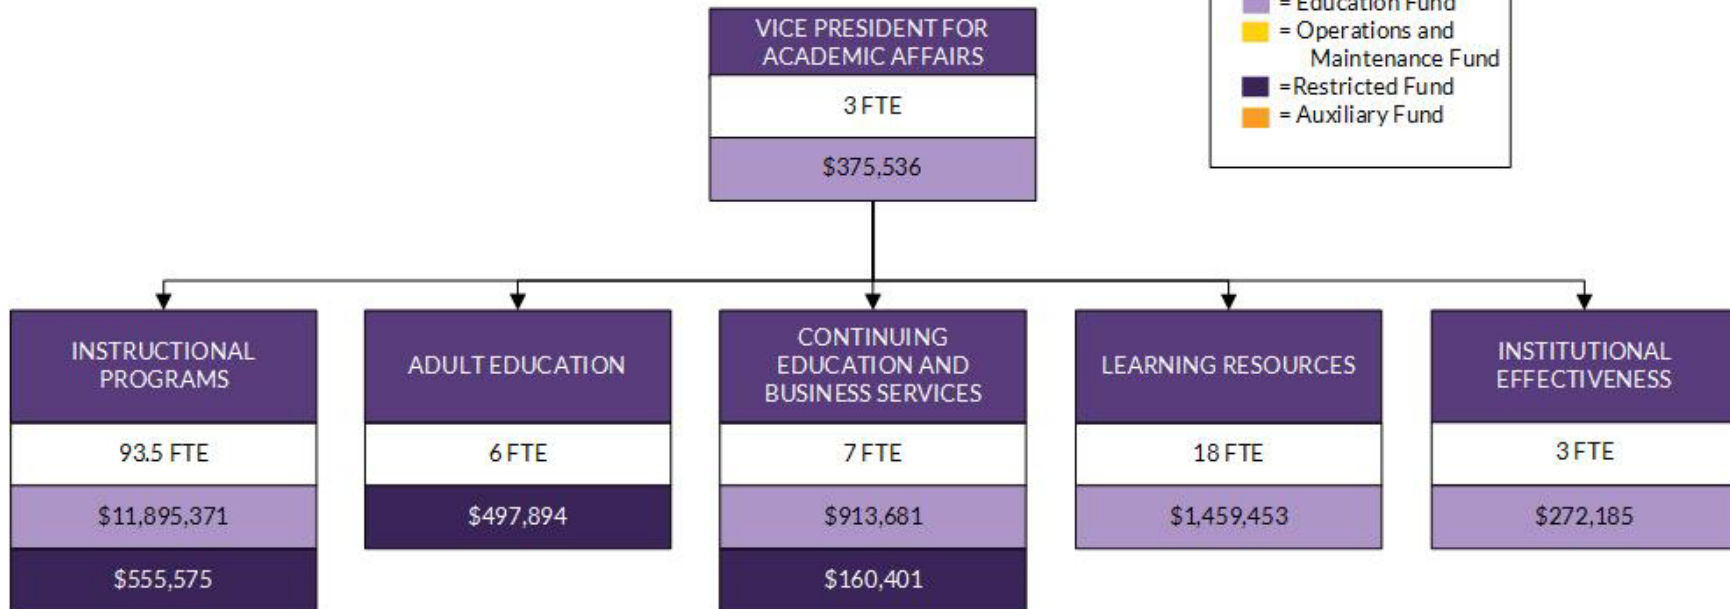 = Education Fund
= Operations and
Maintenance Fund
=Restricted Fund
= Auxiliary Fund
VICE PRESIDENT FOR
ACADEMIC AFFAIRS
3 FTE
$375,536
INSTRUCTIONAL
PROGRAMS
93.5 FTE
$11,895,371
$555,575
ADULT EDUCATION
6 FTE
$497,894
CONTINUING
EDUCATION AND
BUSINESS SERVICES
7 FTE
$913,681
$160,401
LEARNING RESOURCES
18 FTE
$1,459,453
INSTITUTIONAL
EFFECTIVENESS
3 FTE
$272,185